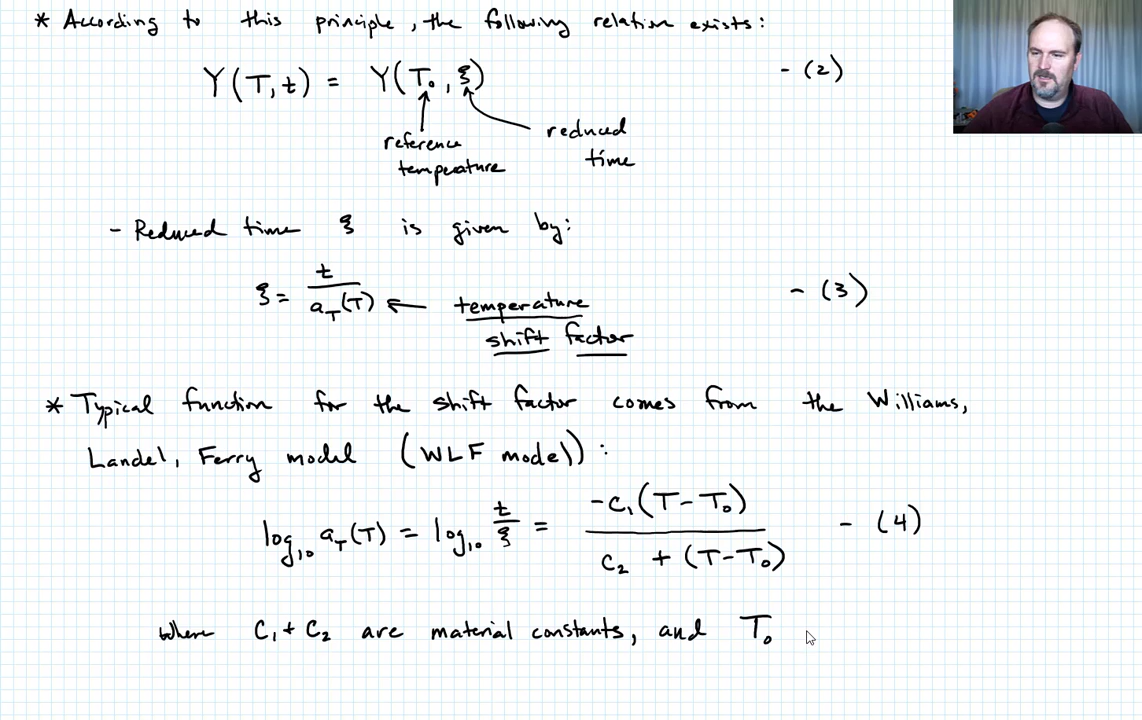 * According to this principle, the following relation exists:
Y(T,t) = Y(T₀, ξ) - (2)
reference temperature
reduced time
- Reduced time ξ is given by:
ξ = t / a_T(T) ← temperature shift factor - (3)
* Typical function for the shift factor comes from the Williams,
Landel, Ferry model (WLF model):
log₁₀ a_T(T) = log₁₀ t/ξ = -C₁(T-T₀) / C₂ + (T-T₀) - (4)
where C₁ + C₂ are material constants, and T₀